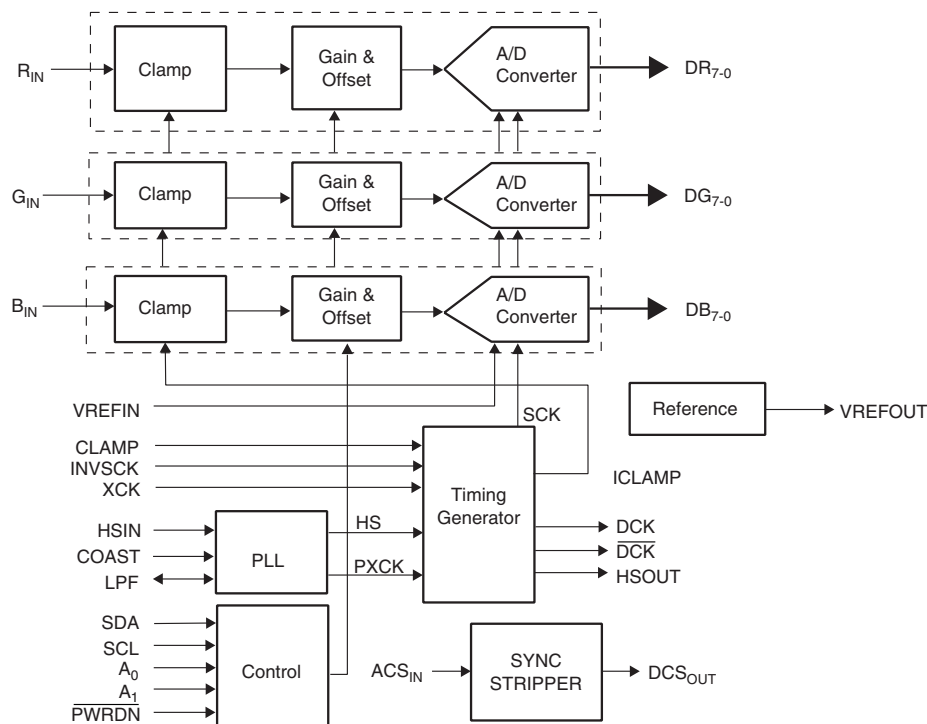 R_IN
Clamp
Gain &
Offset
A/D
Converter
DR_7-0
G_IN
Clamp
Gain &
Offset
A/D
Converter
DG_7-0
B_IN
Clamp
Gain &
Offset
A/D
Converter
DB_7-0
VREFIN
SCK
Reference
VREFOUT
CLAMP
INVSCK
XCK
Timing
Generator
ICLAMP
HSIN
COAST
LPF
PLL
HS
PXCK
DCK
D̅C̅K̅
HSOUT
SDA
SCL
A_0
A_1
P̅W̅R̅D̅N̅
Control
ACS_IN
SYNC
STRIPPER
DCS_OUT